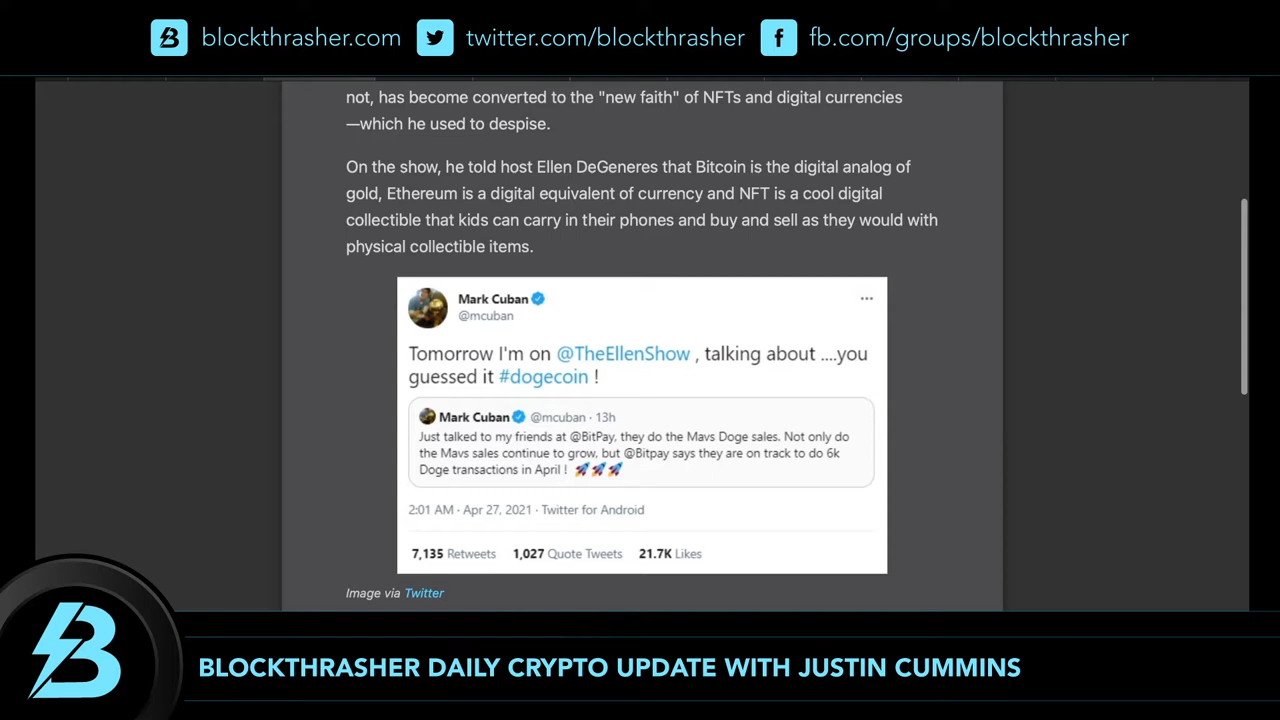 blockthrasher.com twitter.com/blockthrasher fb.com/groups/blockthrasher
not, has become converted to the "new faith" of NFTs and digital currencies
—which he used to despise.
On the show, he told host Ellen DeGeneres that Bitcoin is the digital analog of
gold, Ethereum is a digital equivalent of currency and NFT is a cool digital
collectible that kids can carry in their phones and buy and sell as they would with
physical collectible items.
Mark Cuban
@mcuban
Tomorrow I'm on @TheEllenShow , talking about ....you
guessed it #dogecoin !
Mark Cuban @mcuban · 13h
Just talked to my friends at @BitPay, they do the Mavs Doge sales. Not only do
the Mavs sales continue to grow, but @Bitpay says they are on track to do 6k
Doge transactions in April ! 🚀🚀🚀
2:01 AM · Apr 27, 2021 · Twitter for Android
7,135 Retweets 1,027 Quote Tweets 21.7K Likes
Image via Twitter
BLOCKTHRASHER DAILY CRYPTO UPDATE WITH JUSTIN CUMMINS